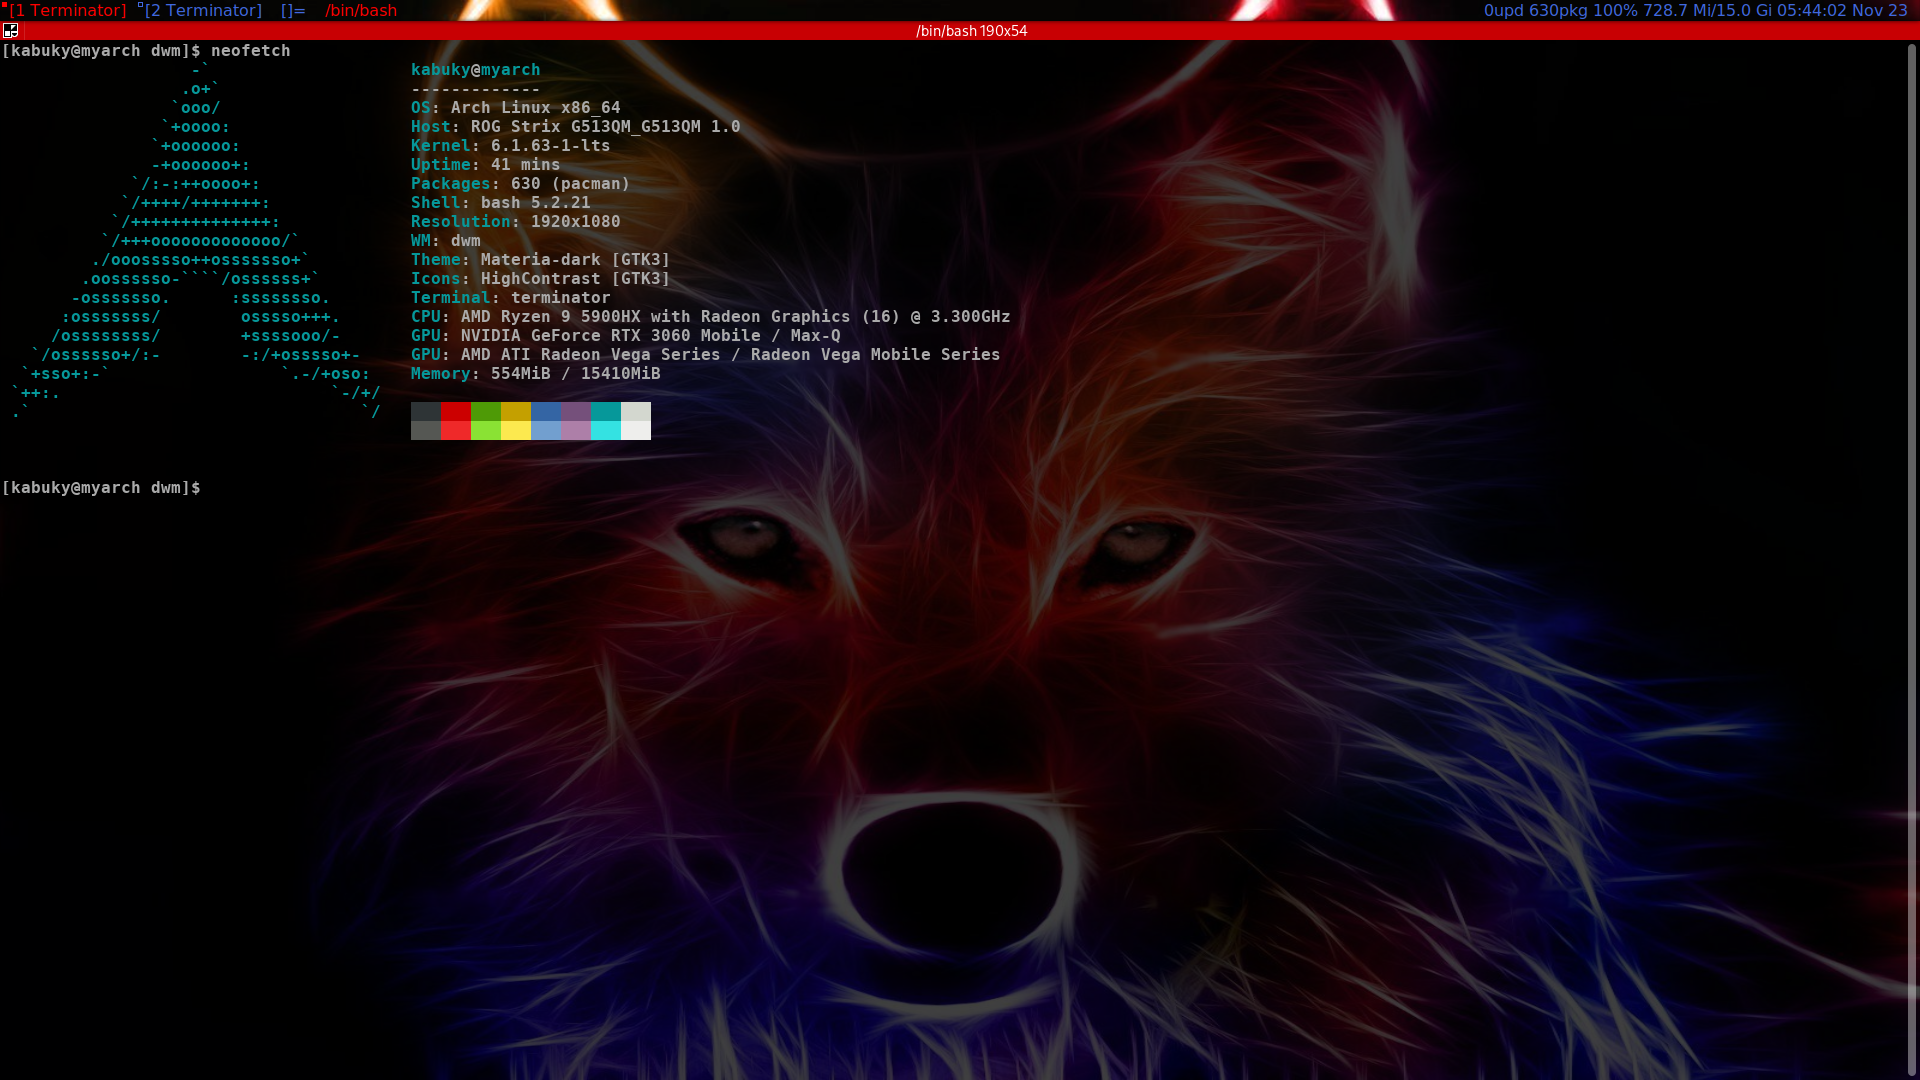 [1 Terminator] [2 Terminator] []= /bin/bash 0upd 630pkg 100% 728.7 Mi/15.0 Gi 05:44:02 Nov 23
/bin/bash 190x54
[kabuky@myarch dwm]$ neofetch
                   -`
                  .o+`
                 `ooo/
                `+oooo:
               `+oooooo:
               -+oooooo+:
             `/:-:++oooo+:
            `/++++/+++++++:
           `/++++++++++++++:
          `/+++ooooooooooooo/`
         ./ooosssso++osssssso+`
        .oossssso-````/ossssss+`
       -osssssso.      :ssssssso.
      :osssssss/        osssso+++.
     /ossssssss/        +ssssooo/-
   `/ossssso+/:-        -:/+osssso+-
  `+sso+:-`                 `.-/+oso:
 `++:.                           `-/+/
 .`                                 `/
kabuky@myarch
-------------
OS: Arch Linux x86_64
Host: ROG Strix G513QM_G513QM 1.0
Kernel: 6.1.63-1-lts
Uptime: 41 mins
Packages: 630 (pacman)
Shell: bash 5.2.21
Resolution: 1920x1080
WM: dwm
Theme: Materia-dark [GTK3]
Icons: HighContrast [GTK3]
Terminal: terminator
CPU: AMD Ryzen 9 5900HX with Radeon Graphics (16) @ 3.300GHz
GPU: NVIDIA GeForce RTX 3060 Mobile / Max-Q
GPU: AMD ATI Radeon Vega Series / Radeon Vega Mobile Series
Memory: 554MiB / 15410MiB
[kabuky@myarch dwm]$